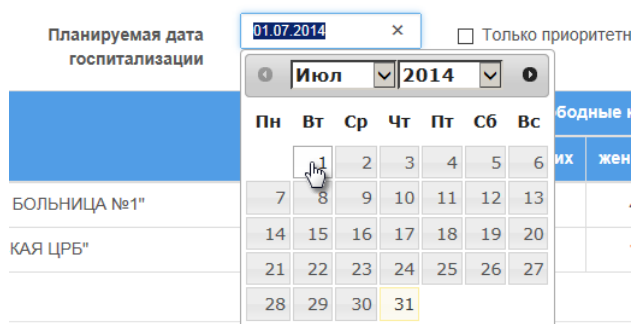 Планируемая дата госпитализации
01.07.2014 ×
Только приоритетн
Июл 2014
Пн Вт Ср Чт Пт Сб Вс
1 2 3 4 5 6
7 8 9 10 11 12 13
14 15 16 17 18 19 20
21 22 23 24 25 26 27
28 29 30 31
бодные к
их жен
БОЛЬНИЦА №1"
КАЯ ЦРБ"